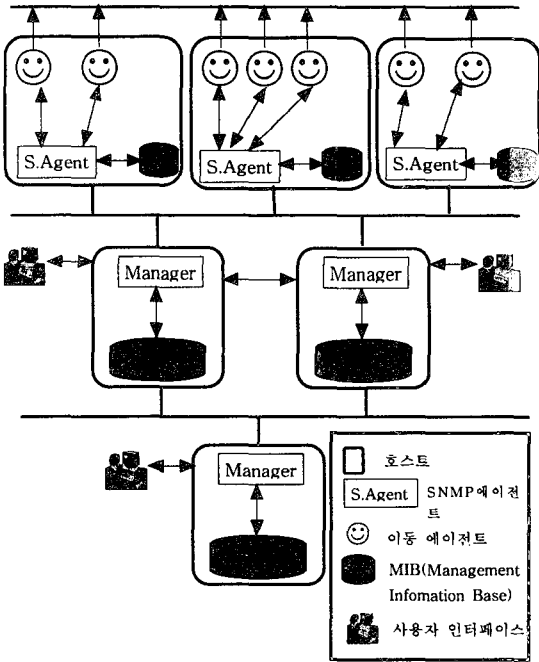 S.Agent
S.Agent
S.Agent
Manager
Manager
Manager
호스트
S.Agent
SNMP에이전
트
이동 에이전트
MIB(Management
Infomation Base)
사용자 인터페이스